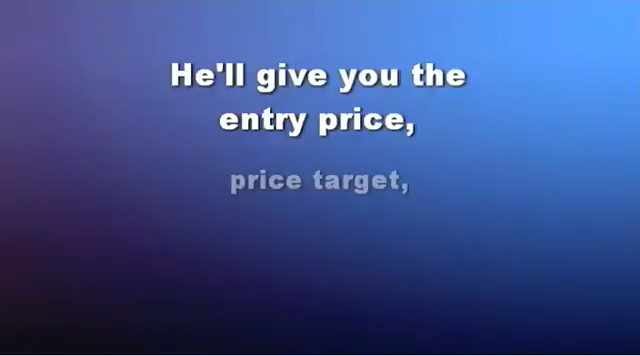 He'll give you the
entry price,
price target,